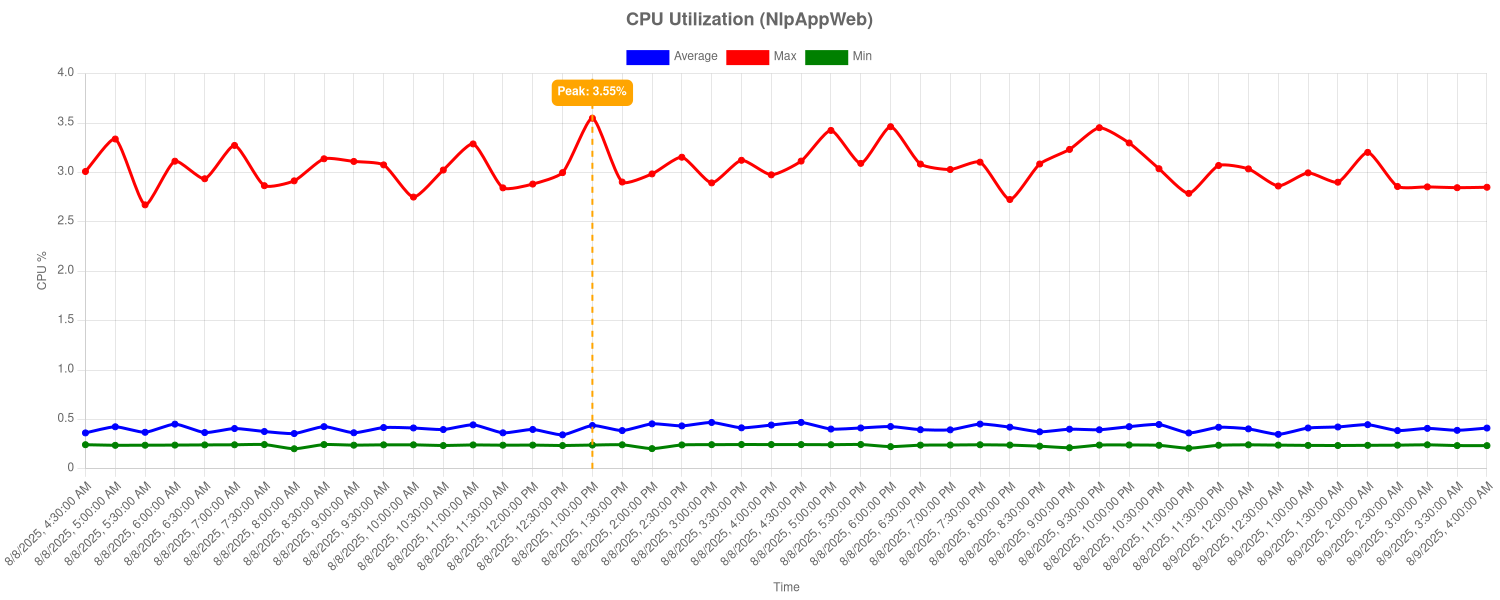 CPU Utilization (NlpAppWeb)
Average Max Min
4.0
Peak: 3.55%
3.5
3.0
2.5
2.0
CPU %
1.5
1.0
0.5
0
8/8/2025, 4:30:00 AM
8/8/2025, 5:00:00 AM
8/8/2025, 5:30:00 AM
8/8/2025, 6:00:00 AM
8/8/2025, 6:30:00 AM
8/8/2025, 7:00:00 AM
8/8/2025, 7:30:00 AM
8/8/2025, 8:00:00 AM
8/8/2025, 8:30:00 AM
8/8/2025, 9:00:00 AM
8/8/2025, 9:30:00 AM
8/8/2025, 10:00:00 AM
8/8/2025, 10:30:00 AM
8/8/2025, 11:00:00 AM
8/8/2025, 11:30:00 AM
8/8/2025, 12:00:00 PM
8/8/2025, 12:30:00 PM
8/8/2025, 1:00:00 PM
8/8/2025, 1:30:00 PM
8/8/2025, 2:00:00 PM
8/8/2025, 2:30:00 PM
8/8/2025, 3:00:00 PM
8/8/2025, 3:30:00 PM
8/8/2025, 4:00:00 PM
8/8/2025, 4:30:00 PM
8/8/2025, 5:00:00 PM
8/8/2025, 5:30:00 PM
8/8/2025, 6:00:00 PM
8/8/2025, 6:30:00 PM
8/8/2025, 7:00:00 PM
8/8/2025, 7:30:00 PM
8/8/2025, 8:00:00 PM
8/8/2025, 8:30:00 PM
8/8/2025, 9:00:00 PM
8/8/2025, 9:30:00 PM
8/8/2025, 10:00:00 PM
8/8/2025, 10:30:00 PM
8/8/2025, 11:00:00 PM
8/8/2025, 11:30:00 PM
8/9/2025, 12:00:00 AM
8/9/2025, 12:30:00 AM
8/9/2025, 1:00:00 AM
8/9/2025, 1:30:00 AM
8/9/2025, 2:00:00 AM
8/9/2025, 2:30:00 AM
8/9/2025, 3:00:00 AM
8/9/2025, 3:30:00 AM
8/9/2025, 4:00:00 AM
Time